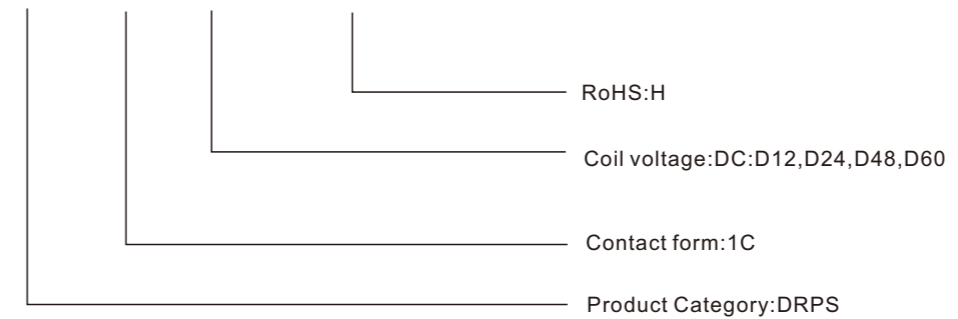 RoHS:H
Coil voltage:DC:D12,D24,D48,D60
Contact form:1C
Product Category:DRPS